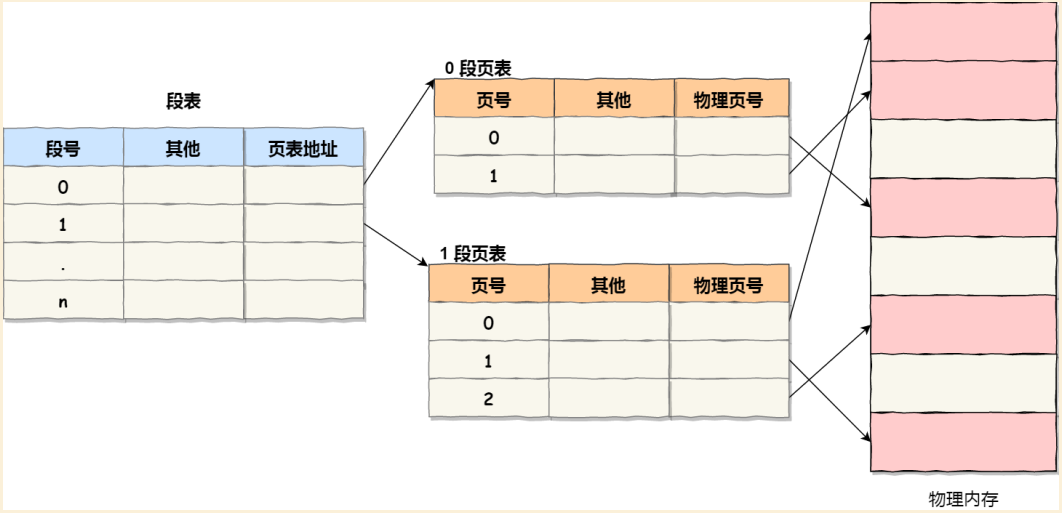 段表
段号 其他 页表地址
0
1
.
n
0 段页表
页号 其他 物理页号
0
1
1 段页表
页号 其他 物理页号
0
1
2
物理内存